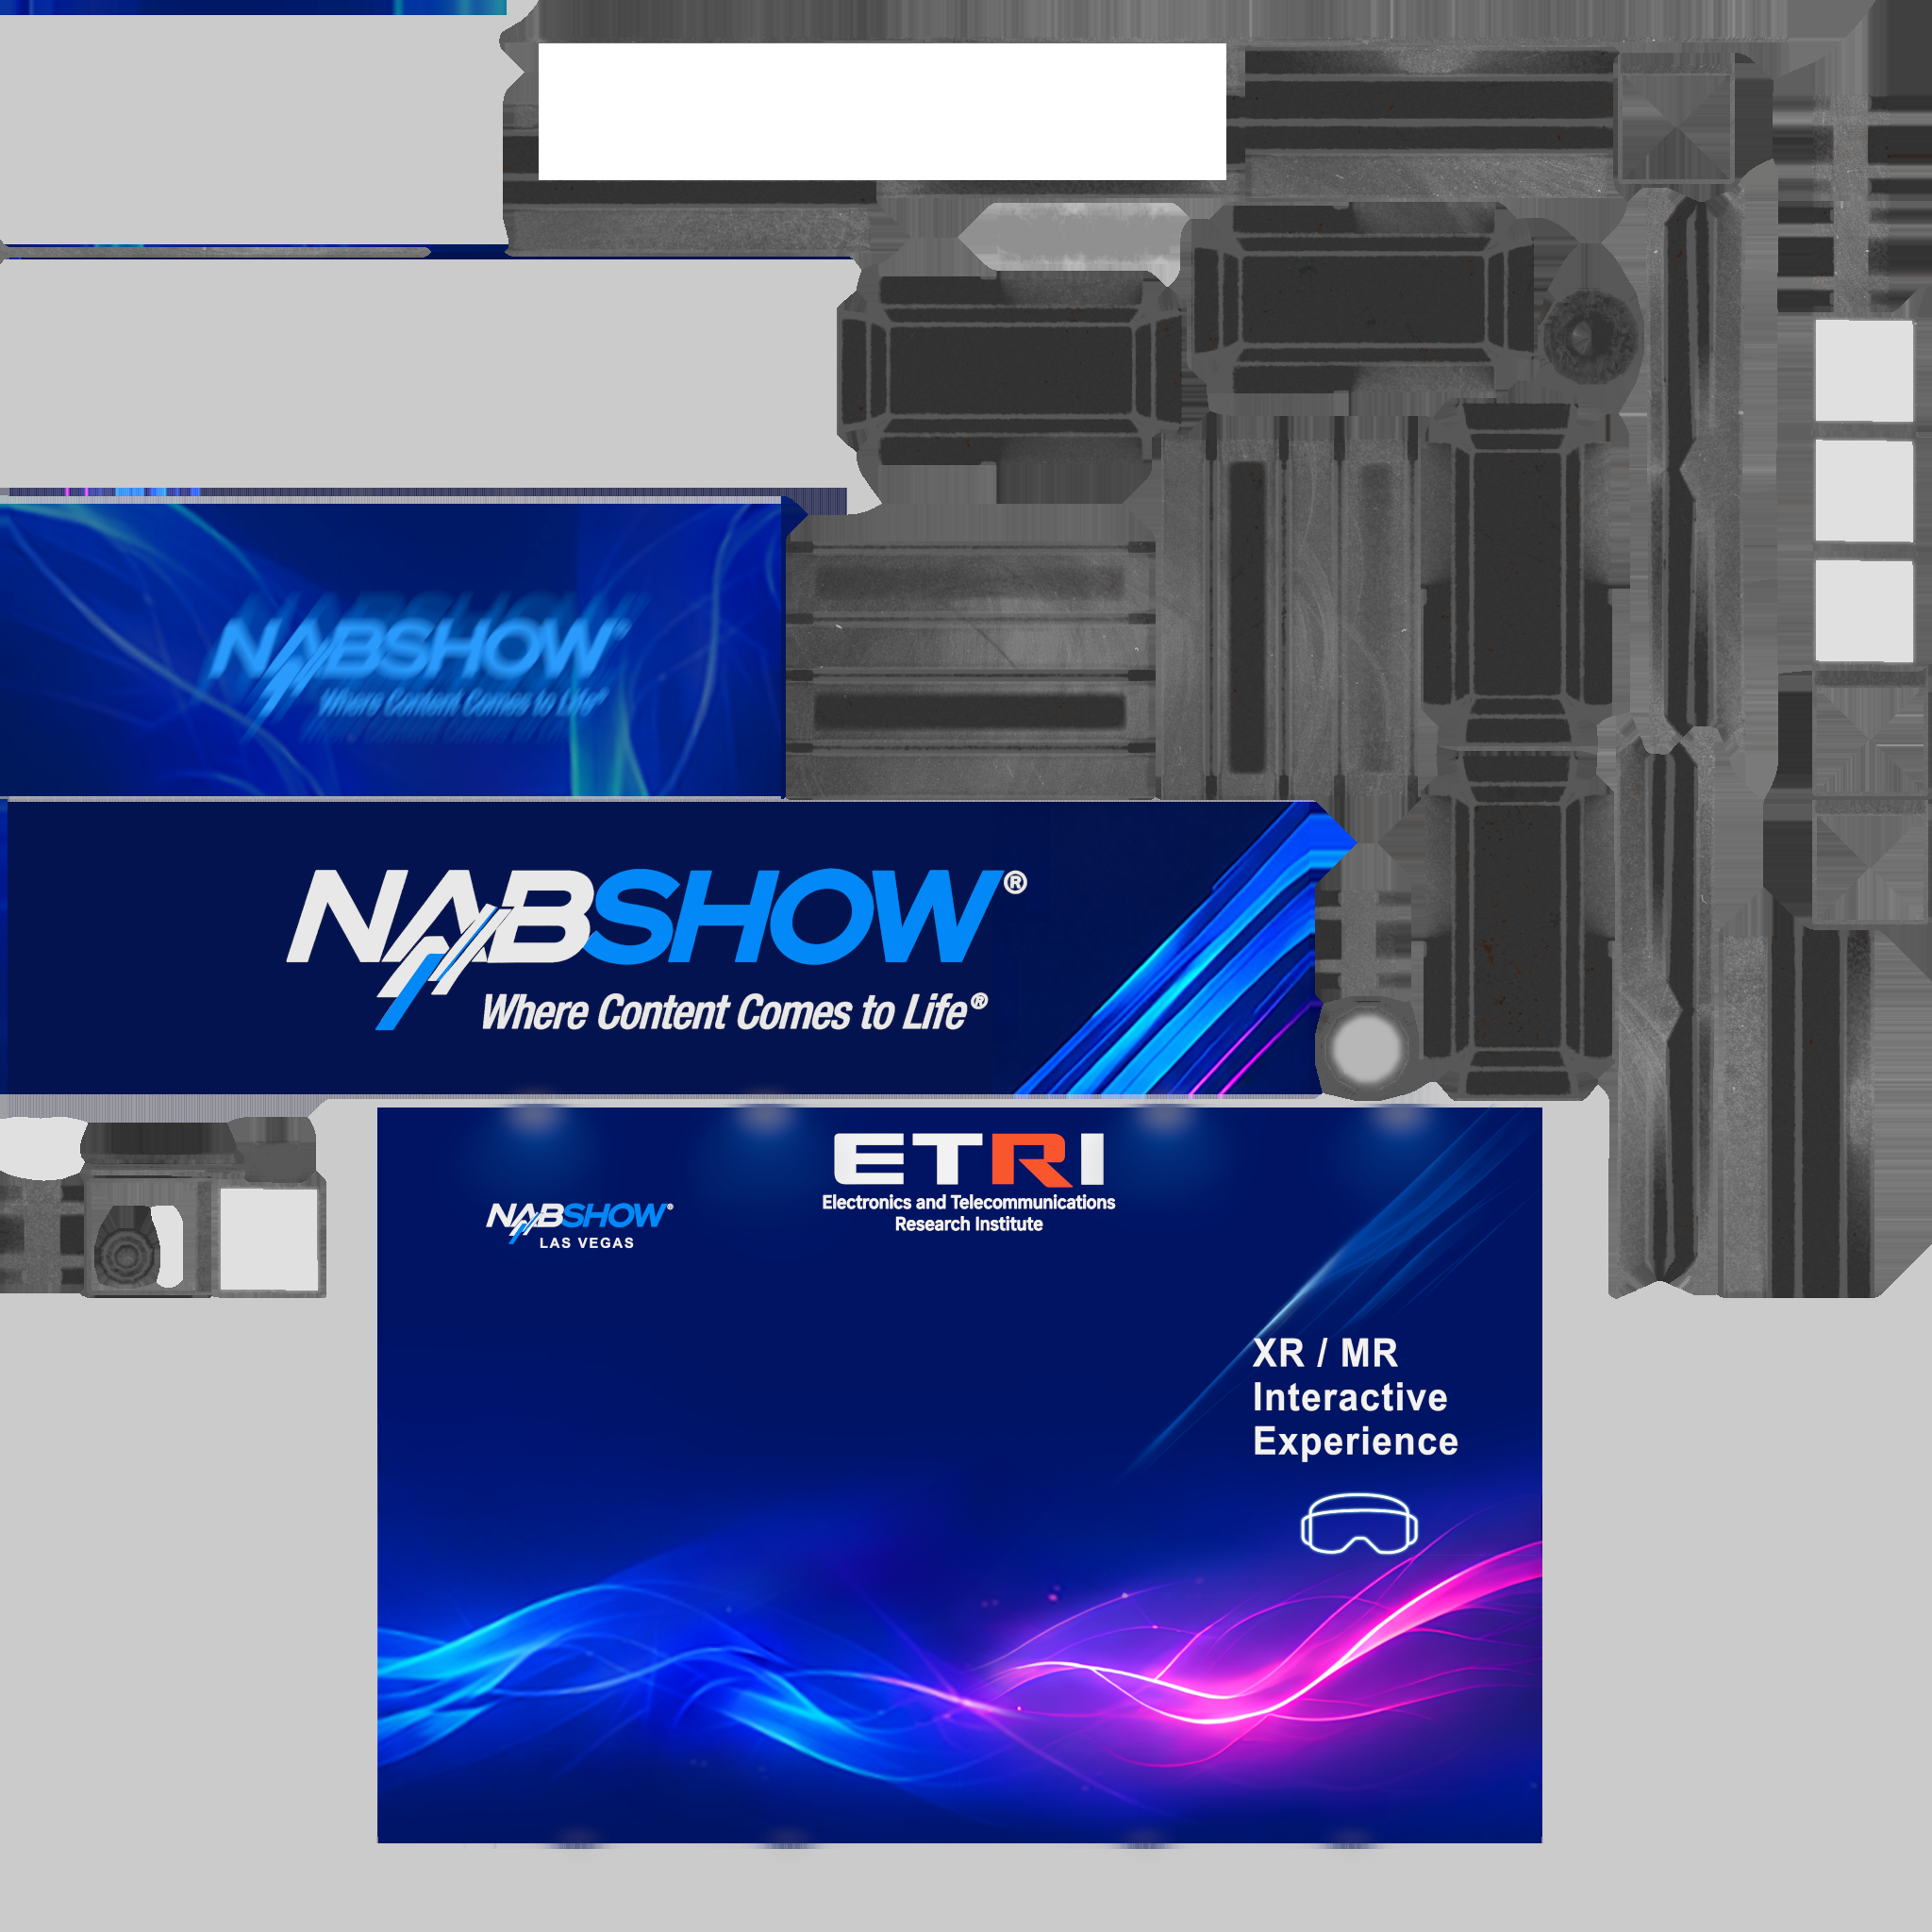 NABSHOW®
Where Content Comes to Life®
NABSHOW®
Where Content Comes to Life®
ETRI
Electronics and Telecommunications
Research Institute
NABSHOW®
LAS VEGAS
XR / MR
Interactive
Experience